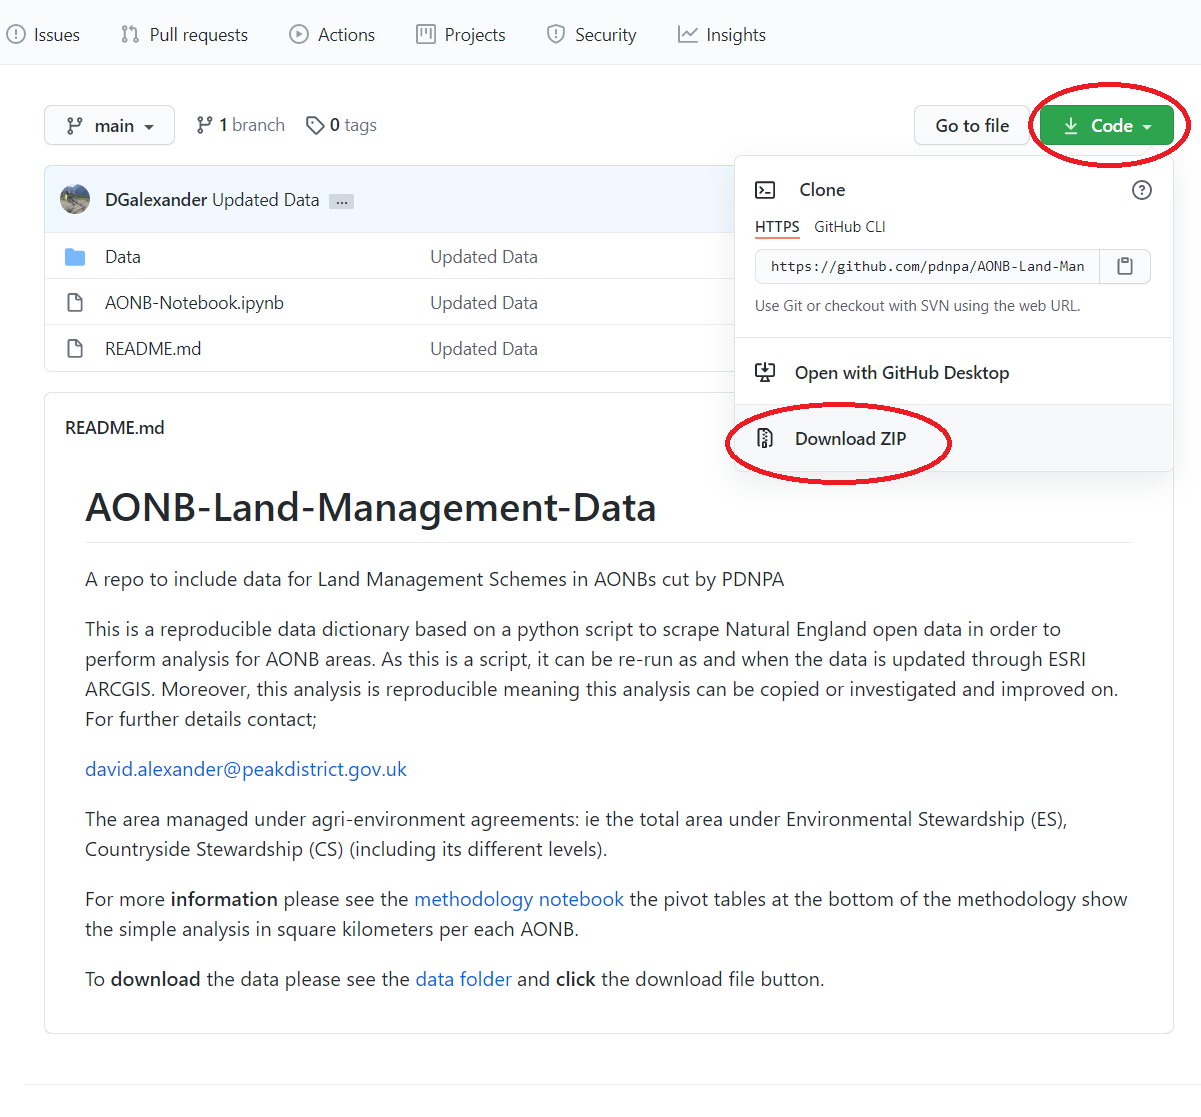 Issues Pull requests Actions Projects Security Insights
main 1 branch 0 tags Go to file Code
DGalexander Updated Data ...
Data Updated Data
AONB-Notebook.ipynb Updated Data
README.md Updated Data
Clone
HTTPS GitHub CLI
https://github.com/pdnpa/AONB-Land-Man
Use Git or checkout with SVN using the web URL.
Open with GitHub Desktop
Download ZIP
README.md
AONB-Land-Management-Data
A repo to include data for Land Management Schemes in AONBs cut by PDNPA
This is a reproducible data dictionary based on a python script to scrape Natural England open data in order to
perform analysis for AONB areas. As this is a script, it can be re-run as and when the data is updated through ESRI
ARCGIS. Moreover, this analysis is reproducible meaning this analysis can be copied or investigated and improved on.
For further details contact;
david.alexander@peakdistrict.gov.uk
The area managed under agri-environment agreements: ie the total area under Environmental Stewardship (ES),
Countryside Stewardship (CS) (including its different levels).
For more information please see the methodology notebook the pivot tables at the bottom of the methodology show
the simple analysis in square kilometers per each AONB.
To download the data please see the data folder and click the download file button.